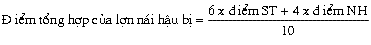 Điểm tổng hợp của lợn nái hậu bị = (6 x điểm ST + 4 x điểm NH) / 10